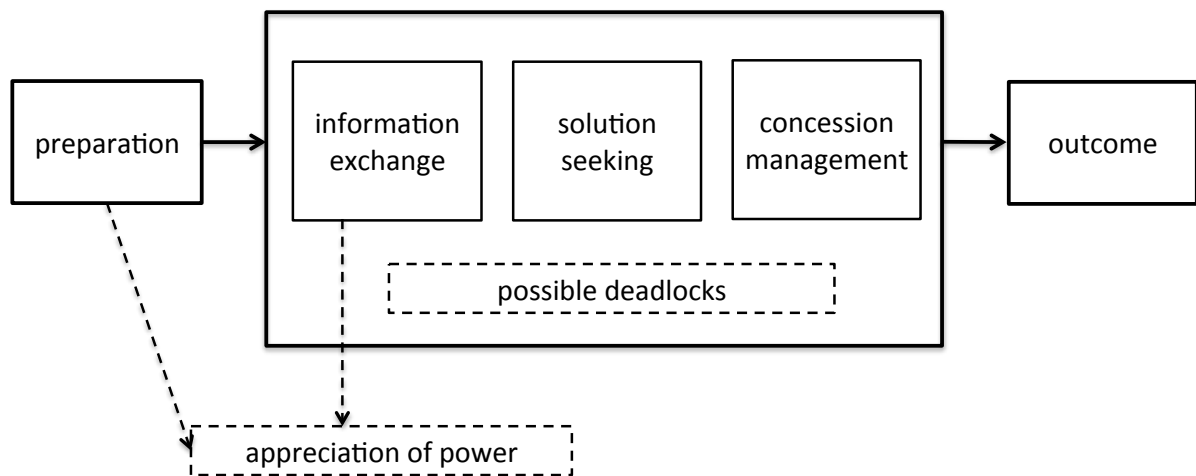 preparation
information
exchange
solution
seeking
concession
management
outcome
possible deadlocks
appreciation of power